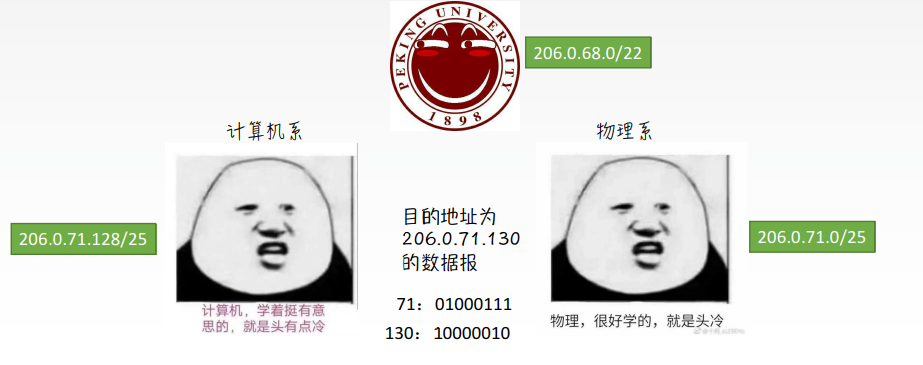 PEKING UNIVERSITY
1898
206.0.68.0/22
计算机系
物理系
206.0.71.128/25
目的地址为
206.0.71.130
的数据报
206.0.71.0/25
71：01000111
130：10000010
计算机，学着挺有意
思的，就是头有点冷
物理，很好学的，就是头冷